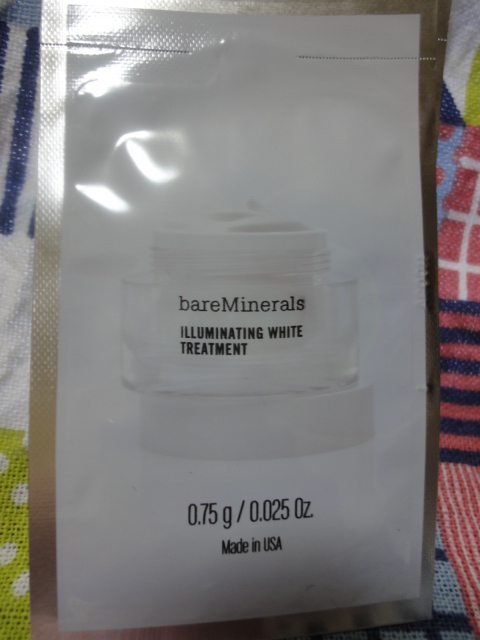 bareMinerals
ILLUMINATING WHITE
TREATMENT
0.75 g / 0.025 Oz.
Made in USA